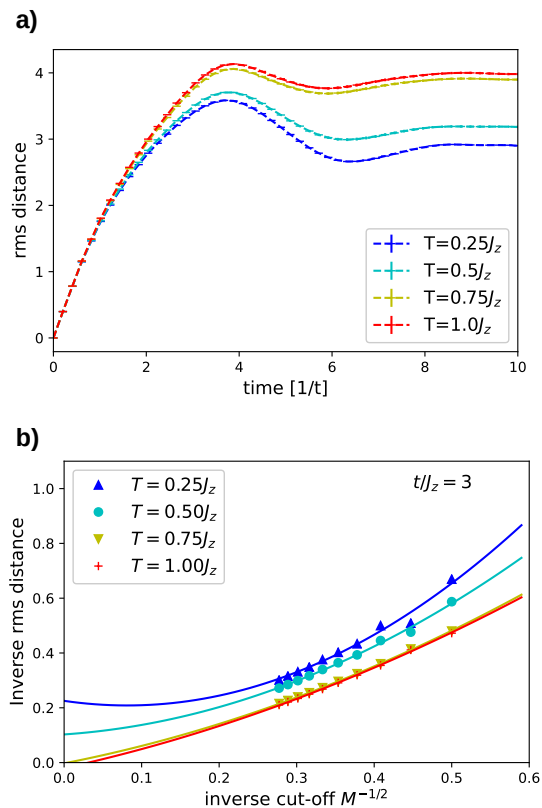 a)
rms distance
4
3
2
1
0
T=0.25J_z
T=0.5J_z
T=0.75J_z
T=1.0J_z
0 2 4 6 8 10
time [1/t]
b)
Inverse rms distance
1.0
0.8
0.6
0.4
0.2
0.0
T = 0.25J_z
T = 0.50J_z
T = 0.75J_z
T = 1.00J_z
t/J_z = 3
0.0 0.1 0.2 0.3 0.4 0.5 0.6
inverse cut-off M^{-1/2}